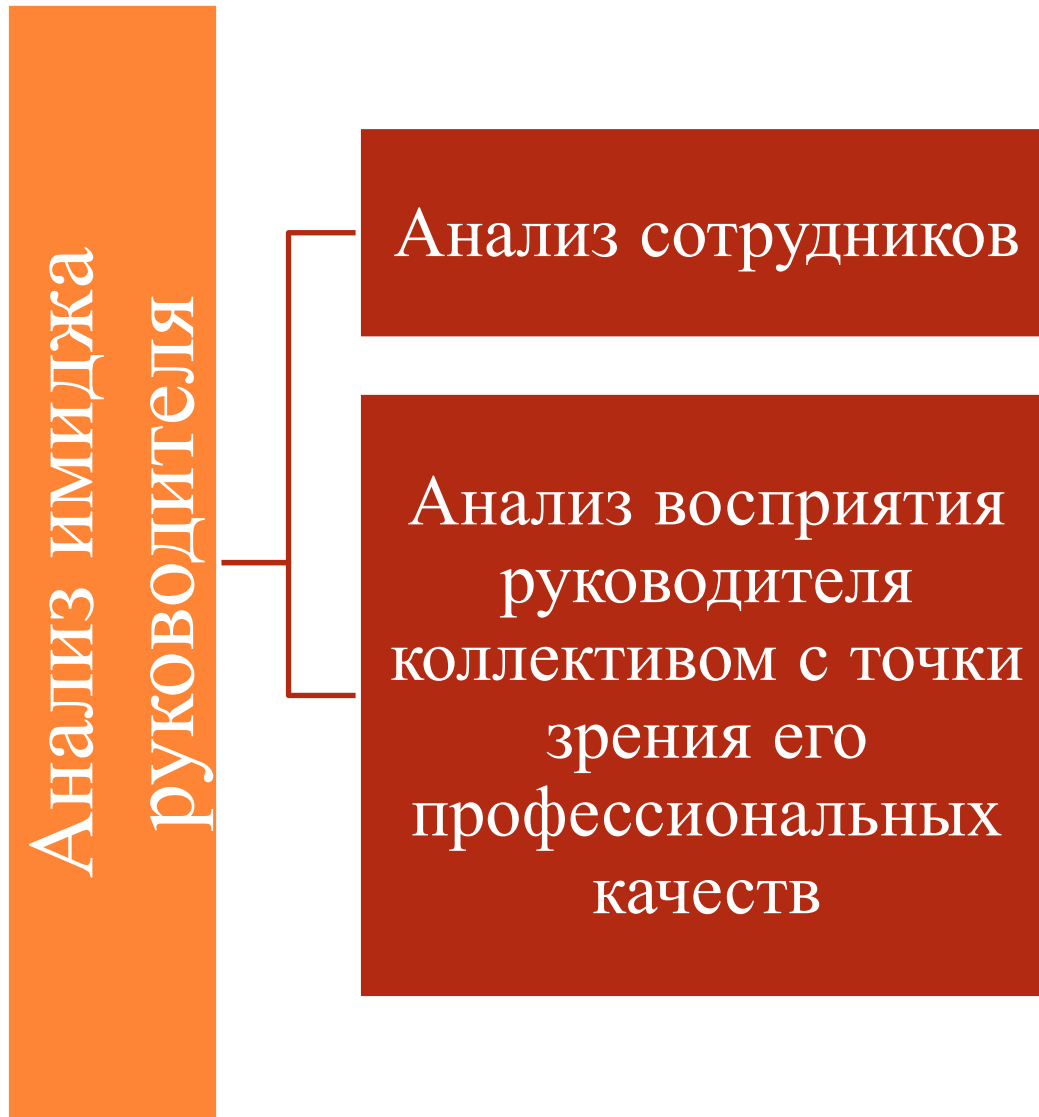 Анализ имиджа
руководителя
Анализ сотрудников
Анализ восприятия
руководителя
коллективом с точки
зрения его
профессиональных
качеств